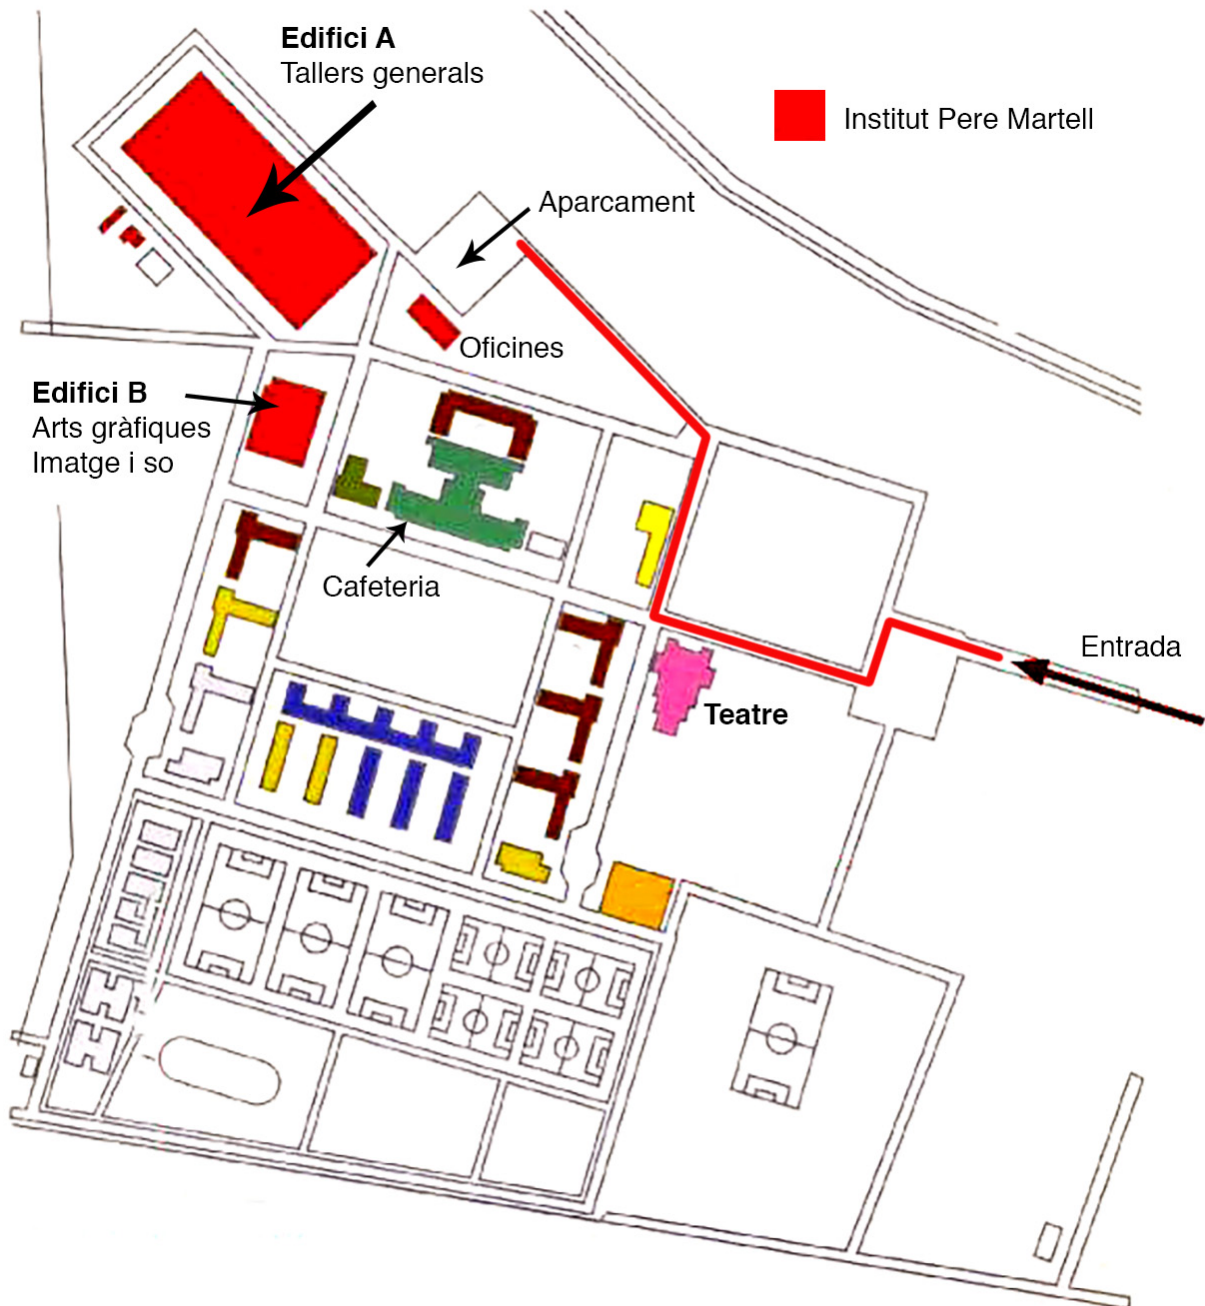 Edifici A
Tallers generals
Institut Pere Martell
Aparcament
Oficines
Edifici B
Arts gràfiques
Imatge i so
Cafeteria
Entrada
Teatre